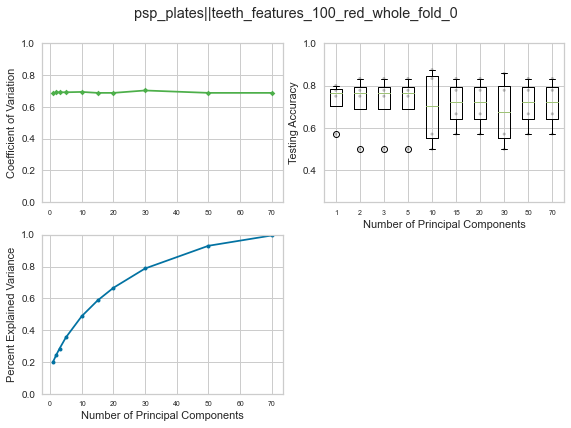 psp_plates||teeth_features_100_red_whole_fold_0
Coefficient of Variation
1.0
0.8
0.6
0.4
0.2
0.0
0 10 20 30 40 50 60 70
Testing Accuracy
1.0
0.8
0.6
0.4
1 2 3 5 10 15 20 30 50 70
Number of Principal Components
Percent Explained Variance
1.0
0.8
0.6
0.4
0.2
0.0
0 10 20 30 40 50 60 70
Number of Principal Components